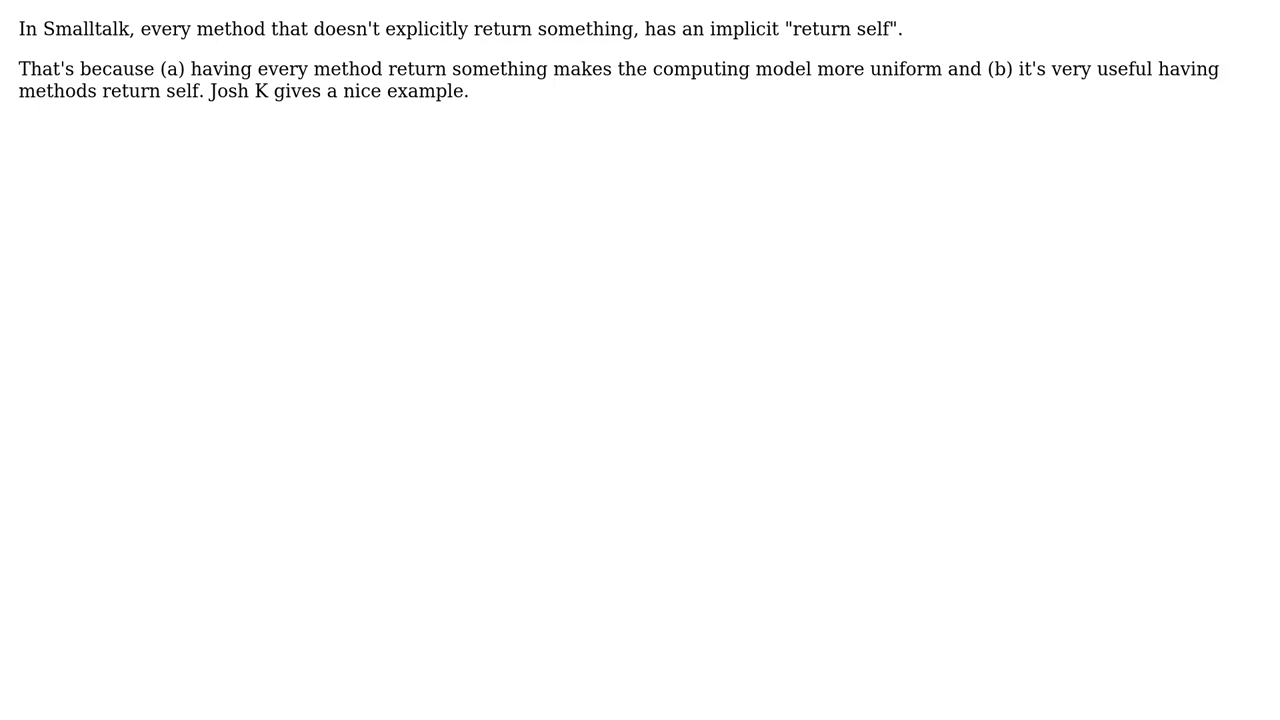 In Smalltalk, every method that doesn't explicitly return something, has an implicit "return self".
That's because (a) having every method return something makes the computing model more uniform and (b) it's very useful having
methods return self. Josh K gives a nice example.